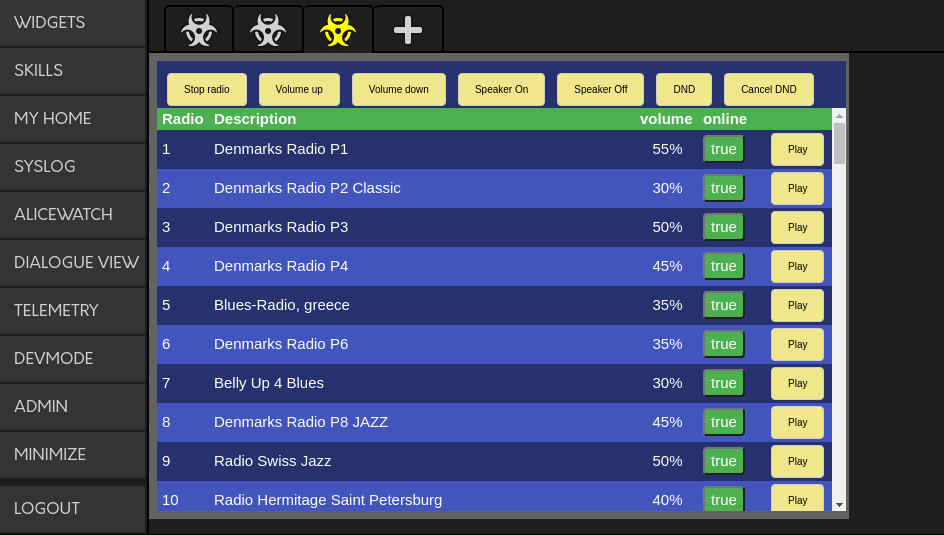 WIDGETS
SKILLS
MY HOME
SYSLOG
ALICEWATCH
DIALOGUE VIEW
TELEMETRY
DEVMODE
ADMIN
MINIMIZE
LOGOUT
Stop radio Volume up Volume down Speaker On Speaker Off DND Cancel DND
Radio Description volume online
1 Denmarks Radio P1 55% true Play
2 Denmarks Radio P2 Classic 30% true Play
3 Denmarks Radio P3 50% true Play
4 Denmarks Radio P4 45% true Play
5 Blues-Radio, greece 35% true Play
6 Denmarks Radio P6 35% true Play
7 Belly Up 4 Blues 30% true Play
8 Denmarks Radio P8 JAZZ 45% true Play
9 Radio Swiss Jazz 50% true Play
10 Radio Hermitage Saint Petersburg 40% true Play